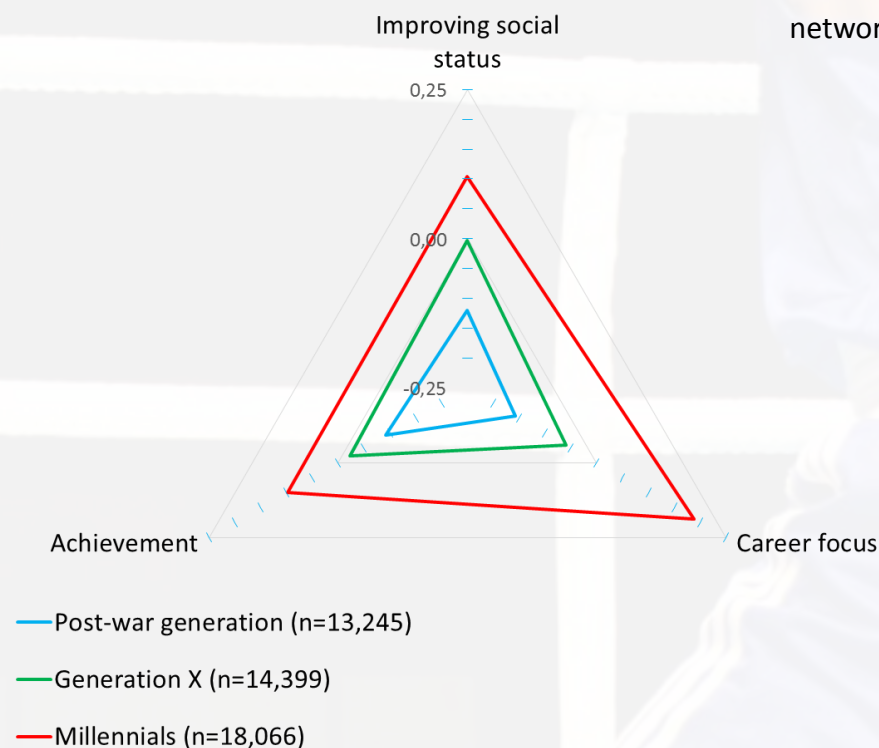 Improving social
status
networ
0,25
0,00
-0,25
Achievement
Career focus
Post-war generation (n=13,245)
Generation X (n=14,399)
Millennials (n=18,066)